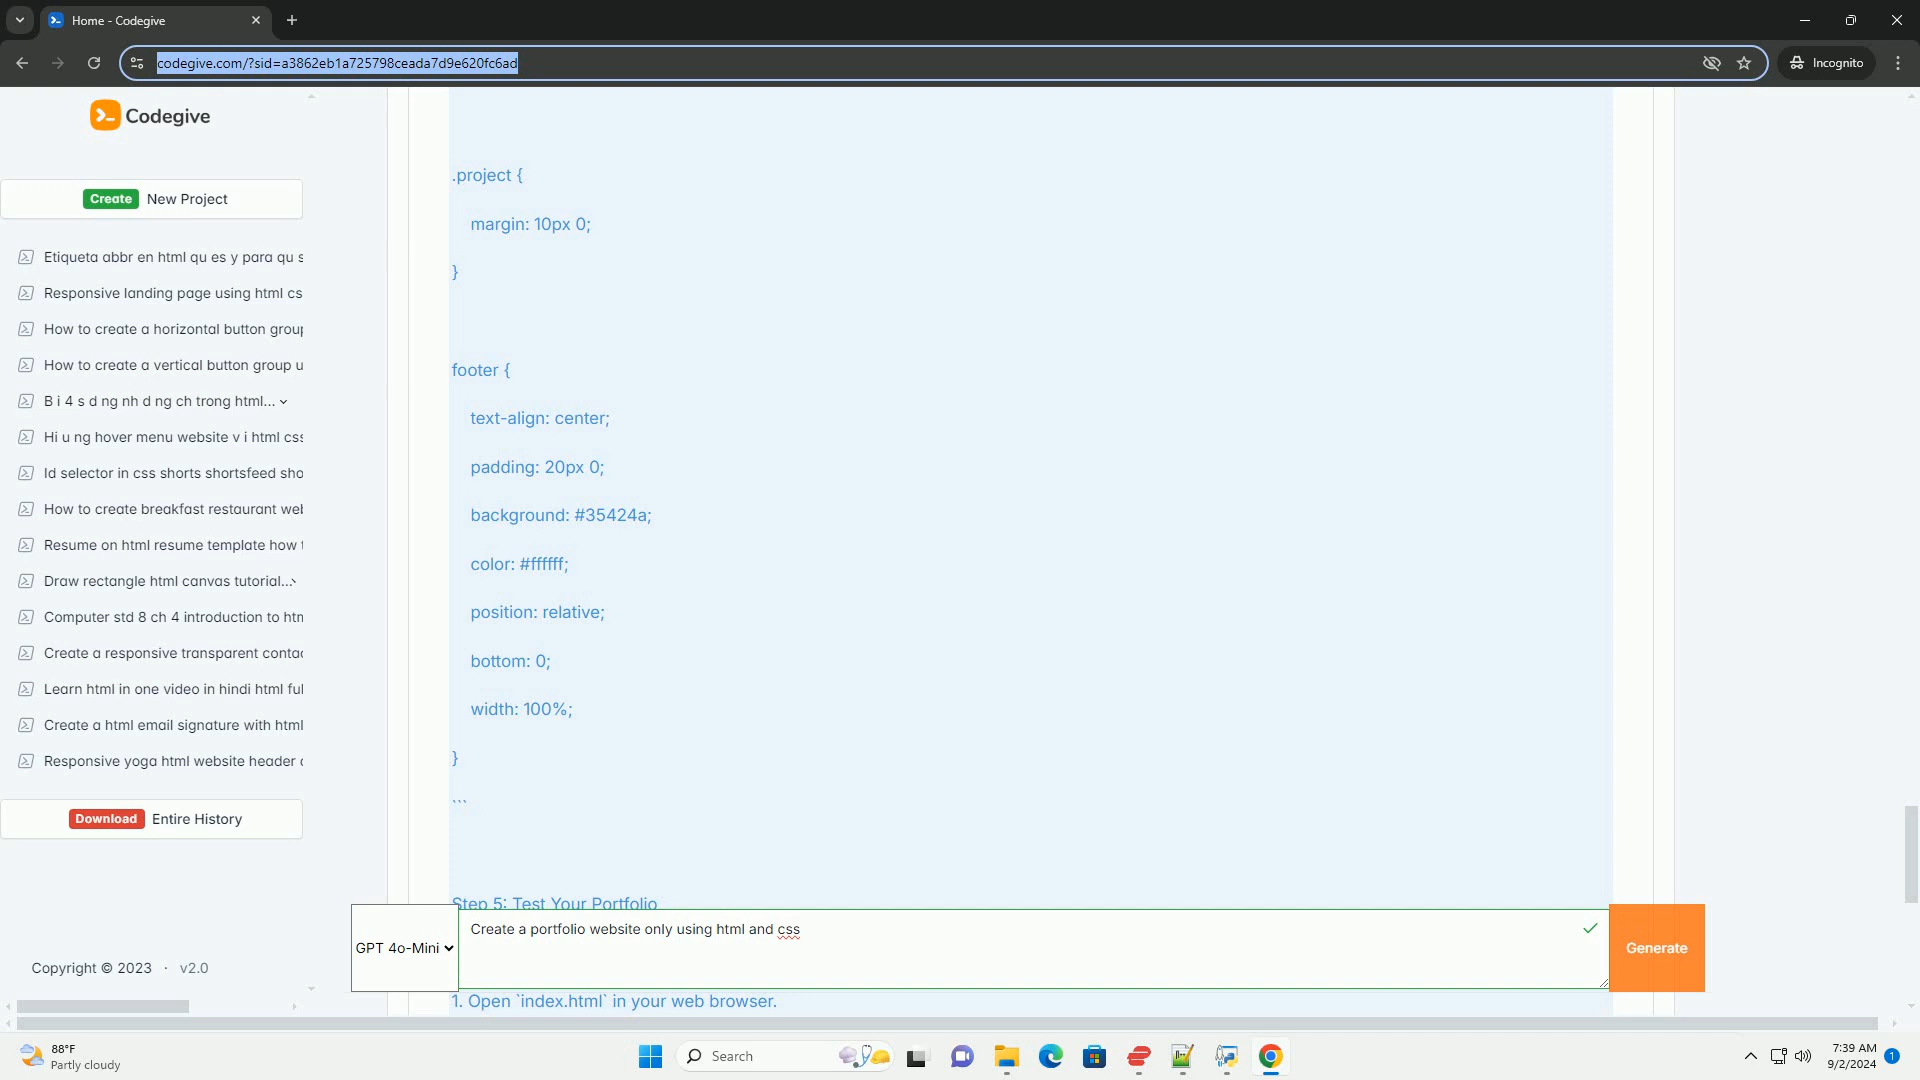 Home - Codegive
codegive.com/?sid=a3862eb1a725798ceada7d9e620fc6ad
Incognito
Codegive
Create New Project
Etiqueta abbr en html qu es y para qu s
Responsive landing page using html cs
How to create a horizontal button group
How to create a vertical button group u
B i 4 s d ng nh d ng ch trong html...
Hi u ng hover menu website v i html css
Id selector in css shorts shortsfeed sho
How to create breakfast restaurant web
Resume on html resume template how t
Draw rectangle html canvas tutorial...
Computer std 8 ch 4 introduction to htm
Create a responsive transparent contac
Learn html in one video in hindi html ful
Create a html email signature with html
Responsive yoga html website header c
Download Entire History
Copyright © 2023 · v2.0
.project {
margin: 10px 0;
}
footer {
text-align: center;
padding: 20px 0;
background: #35424a;
color: #ffffff;
position: relative;
bottom: 0;
width: 100%;
}
```
Step 5: Test Your Portfolio
GPT 4o-Mini
Create a portfolio website only using html and css
Generate
1. Open `index.html` in your web browser.
88°F
Partly cloudy
Search
7:39 AM
9/2/2024
1